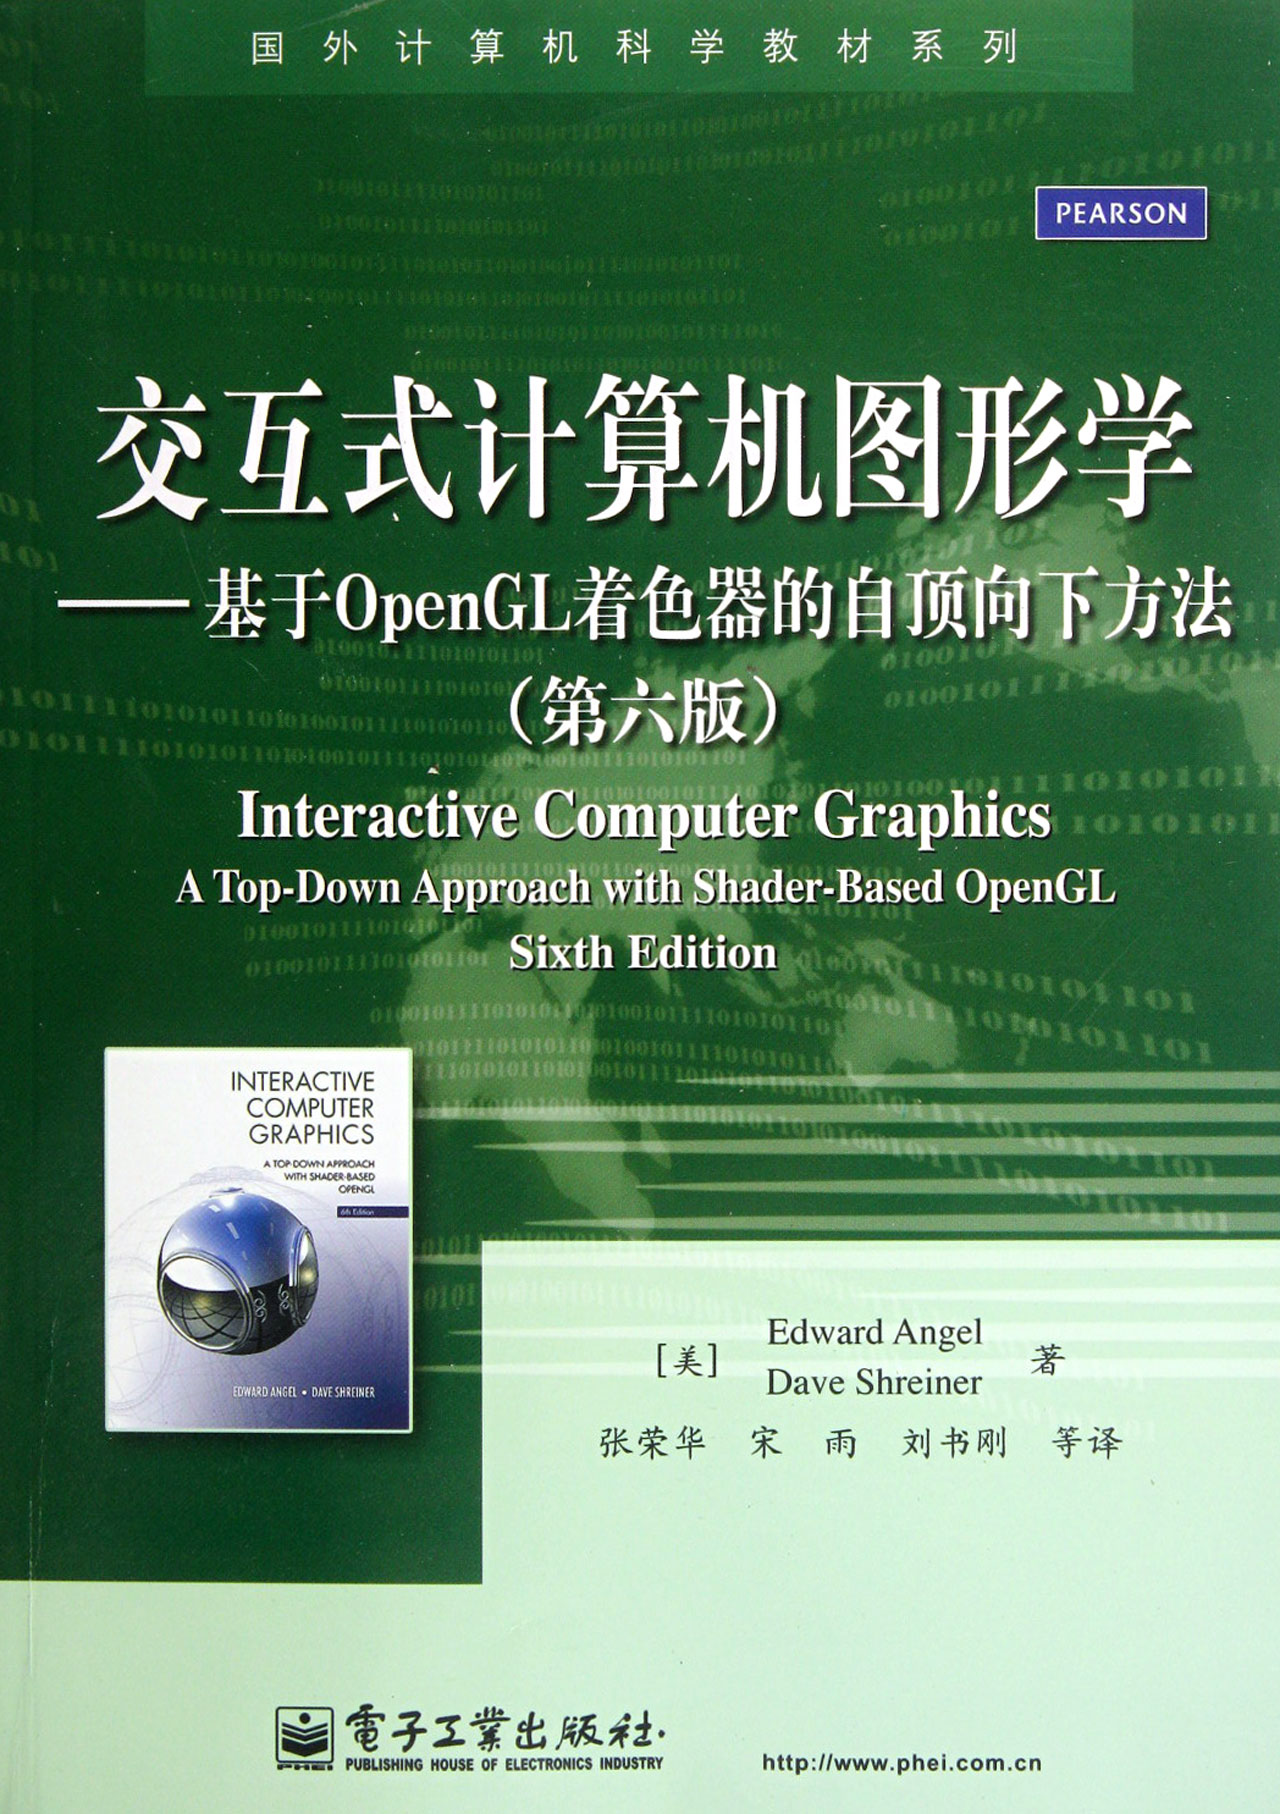 国外计算机科学教材系列
PEARSON
交互式计算机图形学
——基于OpenGL着色器的自顶向下方法
(第六版)
Interactive Computer Graphics
A Top-Down Approach with Shader-Based OpenGL
Sixth Edition
INTERACTIVE
COMPUTER
GRAPHICS
A TOP-DOWN APPROACH
WITH SHADER-BASED
OPENGL
6th Edition
EDWARD ANGEL • DAVE SHREINER
[美] Edward Angel
Dave Shreiner 著
张荣华 宋 雨 刘书刚 等译
PHEI
電子工業出版社·
PUBLISHING HOUSE OF ELECTRONICS INDUSTRY
http://www.phei.com.cn